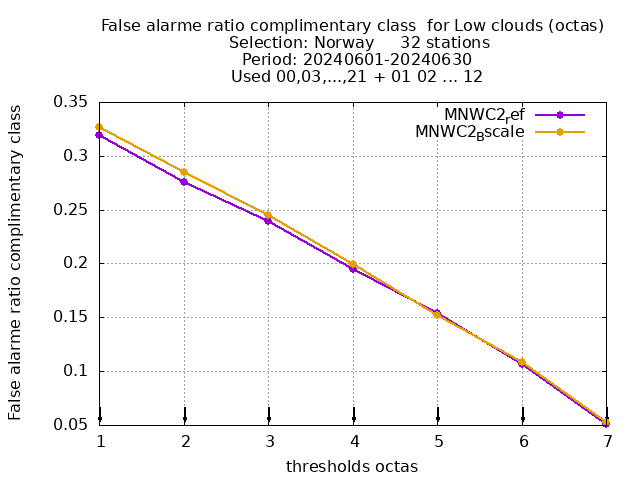 False alarme ratio complimentary class  for Low clouds (octas)
Selection: Norway     32 stations
Period: 20240601-20240630
Used 00,03,...,21 + 01 02 ... 12
MNWC2ref
MNWC2Bscale
False alarme ratio complimentary class
0.35
0.3
0.25
0.2
0.15
0.1
0.05
1 2 3 4 5 6 7
thresholds octas